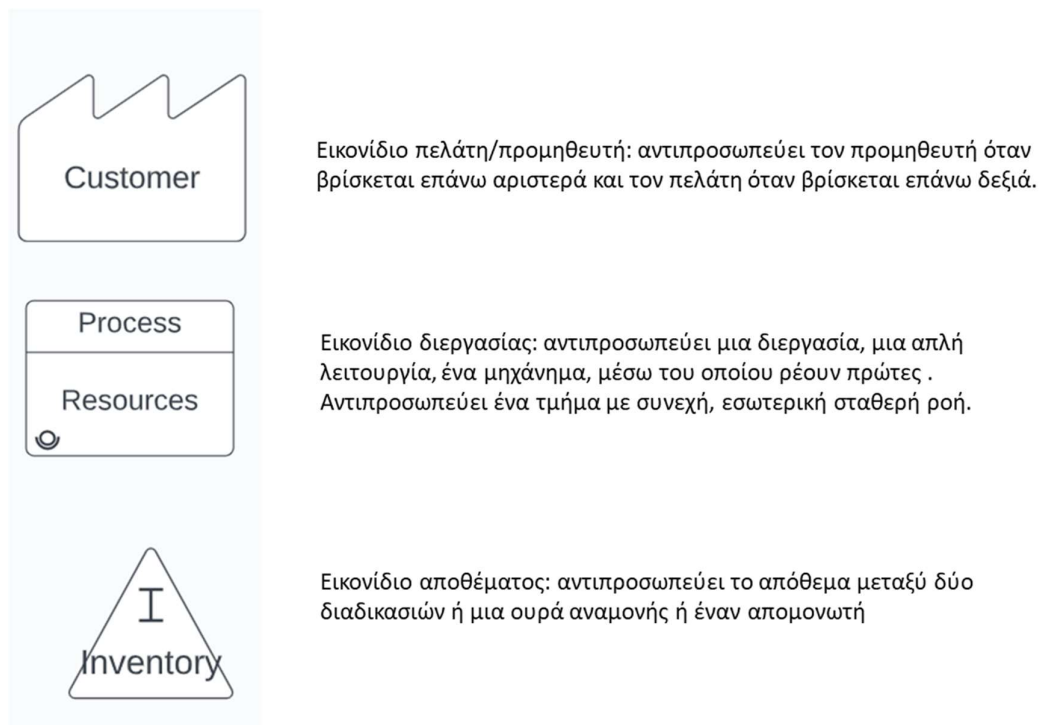 Customer
Εικονίδιο πελάτη/προμηθευτή: αντιπροσωπεύει τον προμηθευτή όταν
βρίσκεται επάνω αριστερά και τον πελάτη όταν βρίσκεται επάνω δεξιά.
Process
Resources
Εικονίδιο διεργασίας: αντιπροσωπεύει μια διεργασία, μια απλή
λειτουργία, ένα μηχάνημα, μέσω του οποίου ρέουν πρώτες .
Αντιπροσωπεύει ένα τμήμα με συνεχή, εσωτερική σταθερή ροή.
I
Inventory
Εικονίδιο αποθέματος: αντιπροσωπεύει το απόθεμα μεταξύ δύο
διαδικασιών ή μια ουρά αναμονής ή έναν απομονωτή